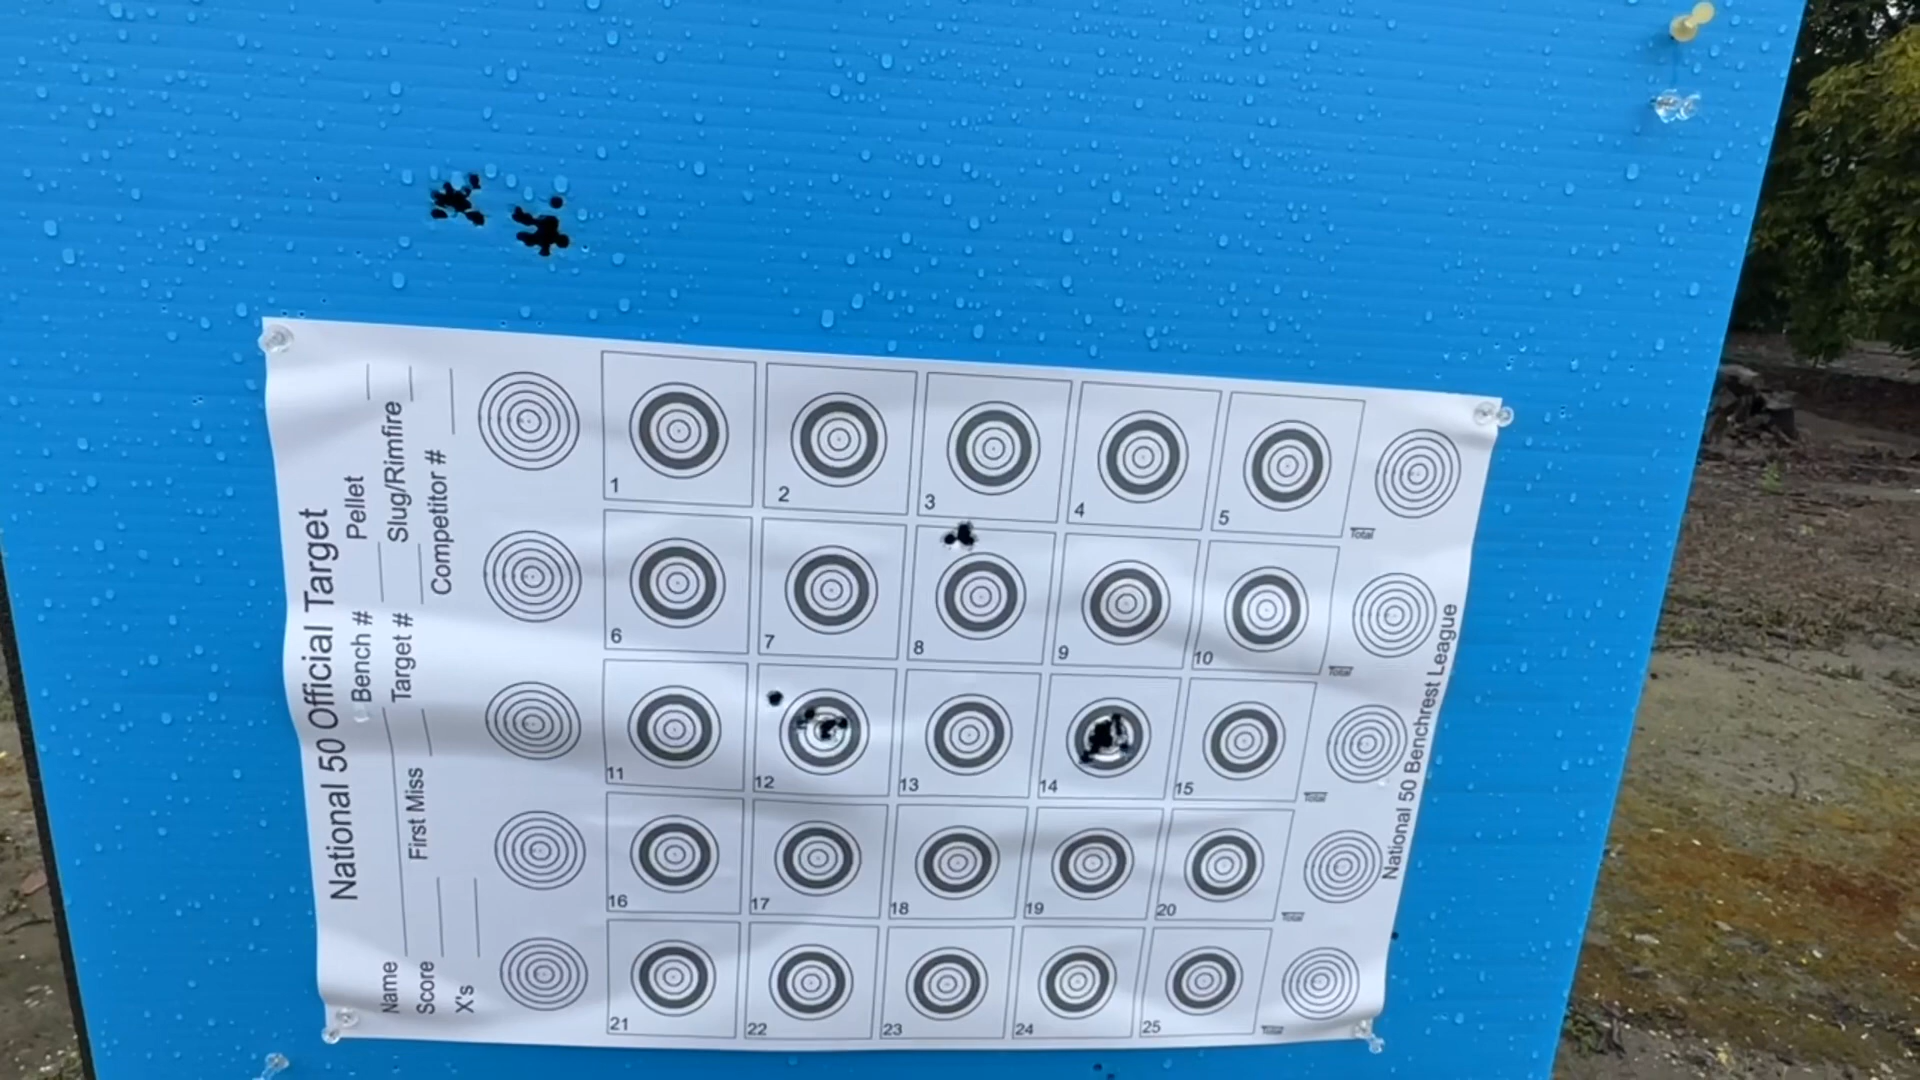 National 50 Official Target
Bench # Pellet
Target # Slug/Rimfire
First Miss Competitor #
Name
Score
X's
1
2
3
4
5
Total
6
7
8
9
10
Total
11
12
13
14
15
Total
16
17
18
19
20
Total
21
22
23
24
25
Total
National 50 Benchrest League